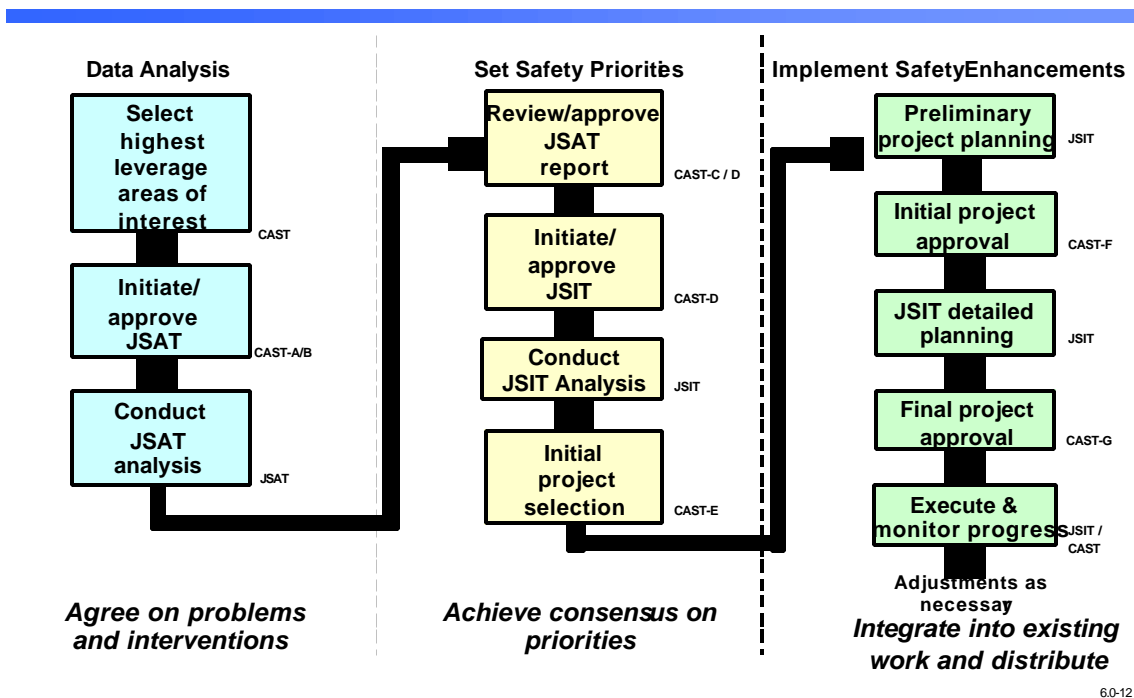 Data Analysis
Select
highest
leverage
areas of
interest
CAST
Initiate/
approve
JSAT
CAST-A/B
Conduct
JSAT
analysis
JSAT
Agree on problems
and interventions
Set Safety Priorities
Review/approve
JSAT
report
CAST-C / D
Initiate/
approve
JSIT
CAST-D
Conduct
JSIT Analysis
JSIT
Initial
project
selection
CAST-E
Achieve consensus on
priorities
Implement SafetyEnhancements
Preliminary
project planning
JSIT
Initial project
approval
CAST-F
JSIT detailed
planning
JSIT
Final project
approval
CAST-G
Execute &
monitor progress
JSIT /
CAST
Adjustments as
necessary
Integrate into existing
work and distribute
6.0-12